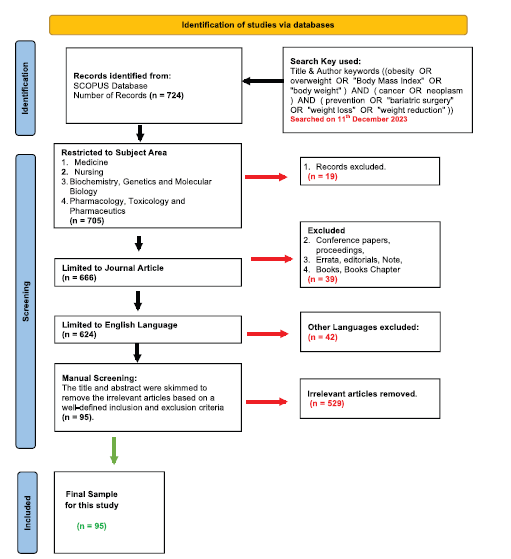 Identification of studies via databases
Identification
Records identified from:
SCOPUS Database
Number of Records (n = 724)
Search Key used:
Title & Author keywords ((obesity OR
overweight OR "Body Mass Index" OR
"body weight" ) AND ( cancer OR neoplasm
) AND ( prevention OR "bariatric surgery"
OR "weight loss" OR "weight reduction" ))
Searched on 11th December 2023
Screening
Restricted to Subject Area
1. Medicine
2. Nursing
3. Biochemistry, Genetics and Molecular
Biology
4. Pharmacology, Toxicology and
Pharmaceutics
(n = 705)
1. Records excluded.
(n = 19)
Excluded
2. Conference papers,
proceedings,
3. Errata, editorials, Note,
4. Books, Books Chapter
(n = 39)
Limited to Journal Article
(n = 666)
Limited to English Language
(n = 624)
Other Languages excluded:
(n = 42)
Manual Screening:
The title and abstract were skimmed to
remove the irrelevant articles based on a
well-defined inclusion and exclusion criteria
(n = 95).
Irrelevant articles removed.
(n = 529)
Included
Final Sample
for this study
(n = 95)